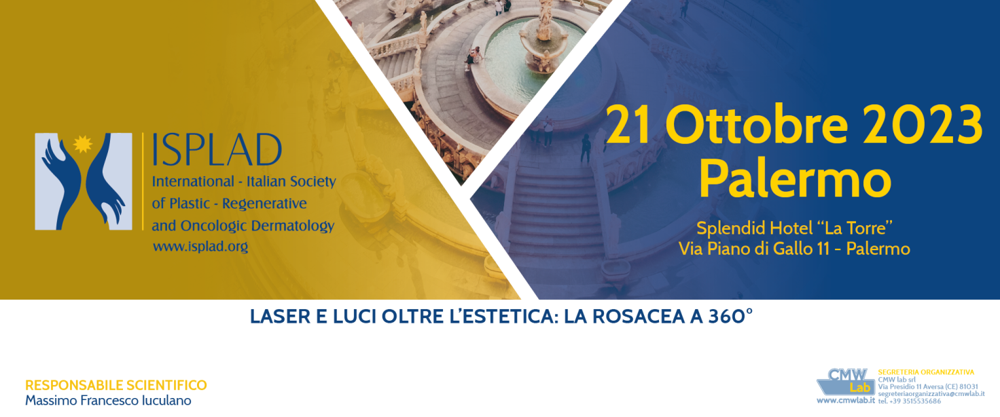 ISPLAD
International - Italian Society
of Plastic - Regenerative
and Oncologic Dermatology
www.isplad.org
21 Ottobre 2023
Palermo
Splendid Hotel “La Torre”
Via Piano di Gallo 11 - Palermo
LASER E LUCI OLTRE L’ESTETICA: LA ROSACEA A 360°
RESPONSABILE SCIENTIFICO
Massimo Francesco Iuculano
CMW
Lab
www.cmwlab.it
SEGRETERIA ORGANIZZATIVA
CMW lab srl
Via Presidio 11 Aversa (CE) 81031
segreteriaorganizzativa@cmwlab.it
tel. +39 3515535686